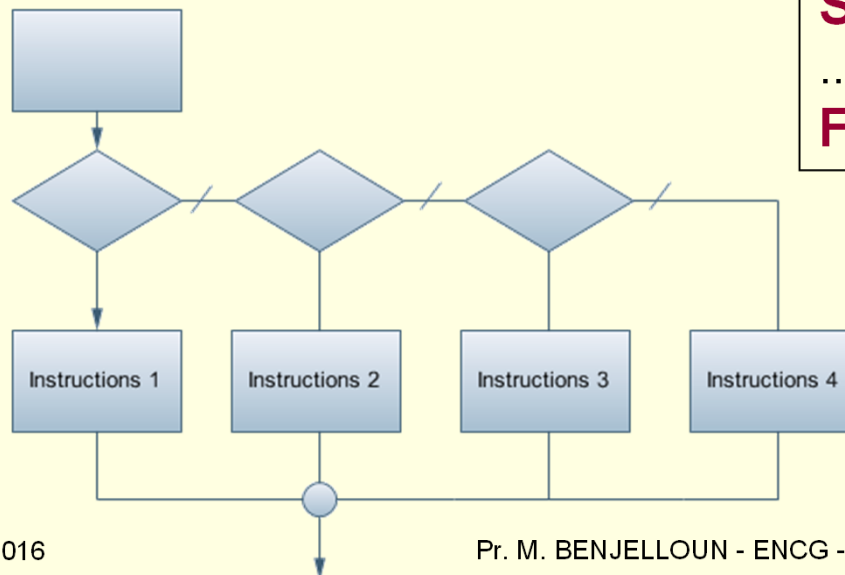 S
..
F
Instructions 1
Instructions 2
Instructions 3
Instructions 4
016
Pr. M. BENJELLOUN - ENCG -